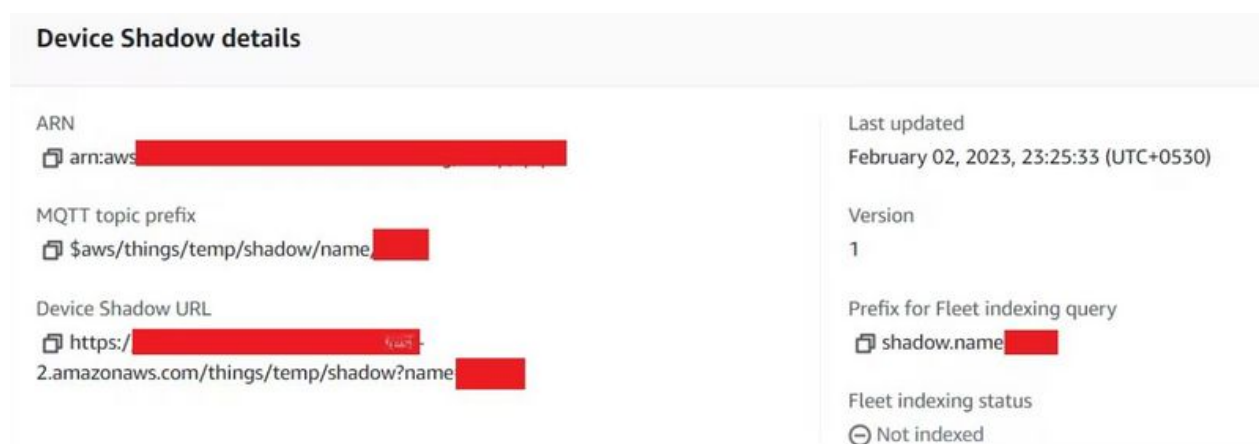 Device Shadow details
ARN
arn:aws
MQTT topic prefix
$aws/things/temp/shadow/name
Device Shadow URL
https:/
2.amazonaws.com/things/temp/shadow?name
Last updated
February 02, 2023, 23:25:33 (UTC+0530)
Version
1
Prefix for Fleet indexing query
shadow.name
Fleet indexing status
Not indexed